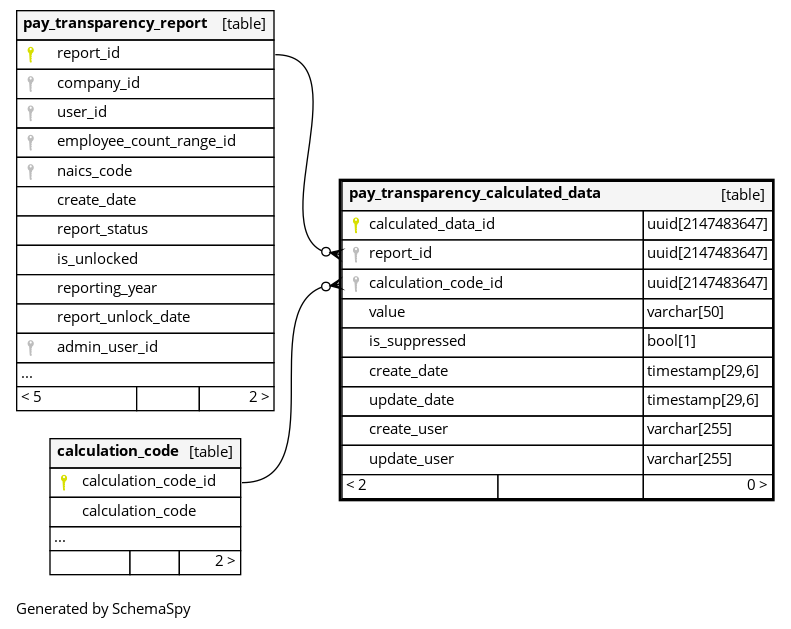 pay_transparency_report [table]
report_id
company_id
user_id
employee_count_range_id
naics_code
create_date
report_status
is_unlocked
reporting_year
report_unlock_date
admin_user_id
...
< 5 2 >
pay_transparency_calculated_data [table]
calculated_data_id uuid[2147483647]
report_id uuid[2147483647]
calculation_code_id uuid[2147483647]
value varchar[50]
is_suppressed bool[1]
create_date timestamp[29,6]
update_date timestamp[29,6]
create_user varchar[255]
update_user varchar[255]
< 2 0 >
calculation_code [table]
calculation_code_id
calculation_code
...
2 >
Generated by SchemaSpy